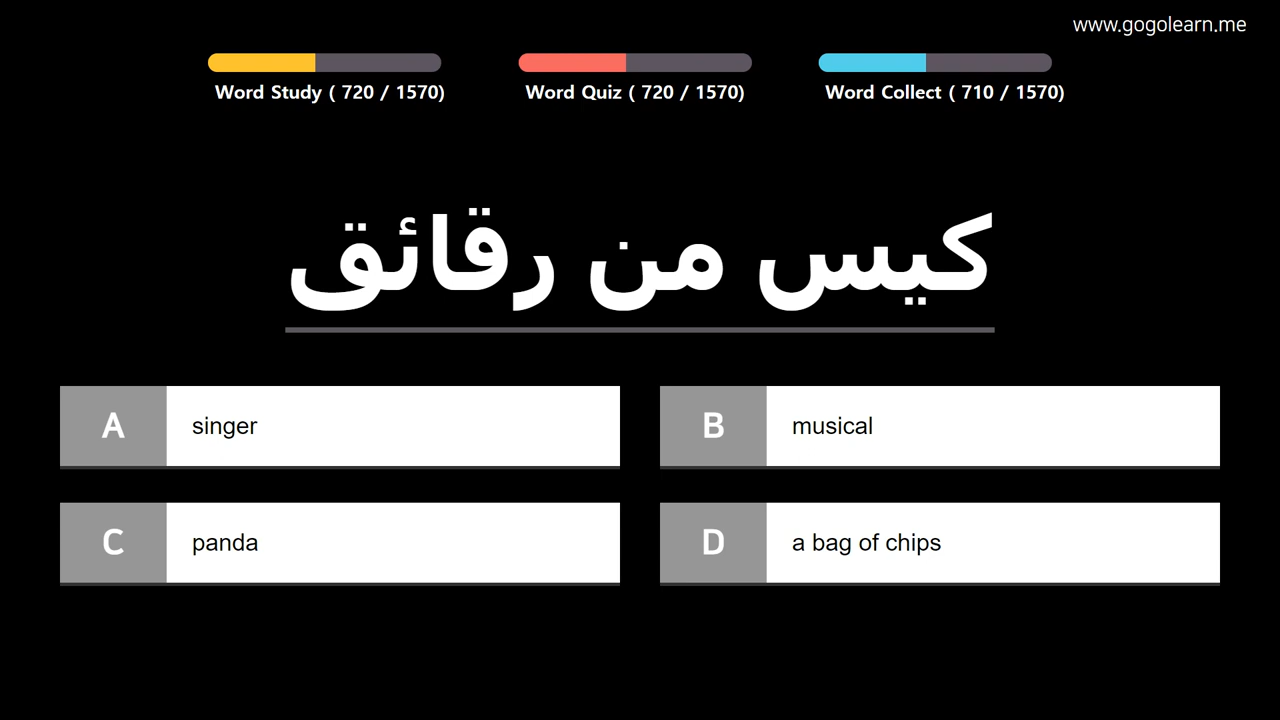 www.gogolearn.me
Word Study ( 720 / 1570)
Word Quiz ( 720 / 1570)
Word Collect ( 710 / 1570)
كيس من رقائق
A singer
B musical
C panda
D a bag of chips